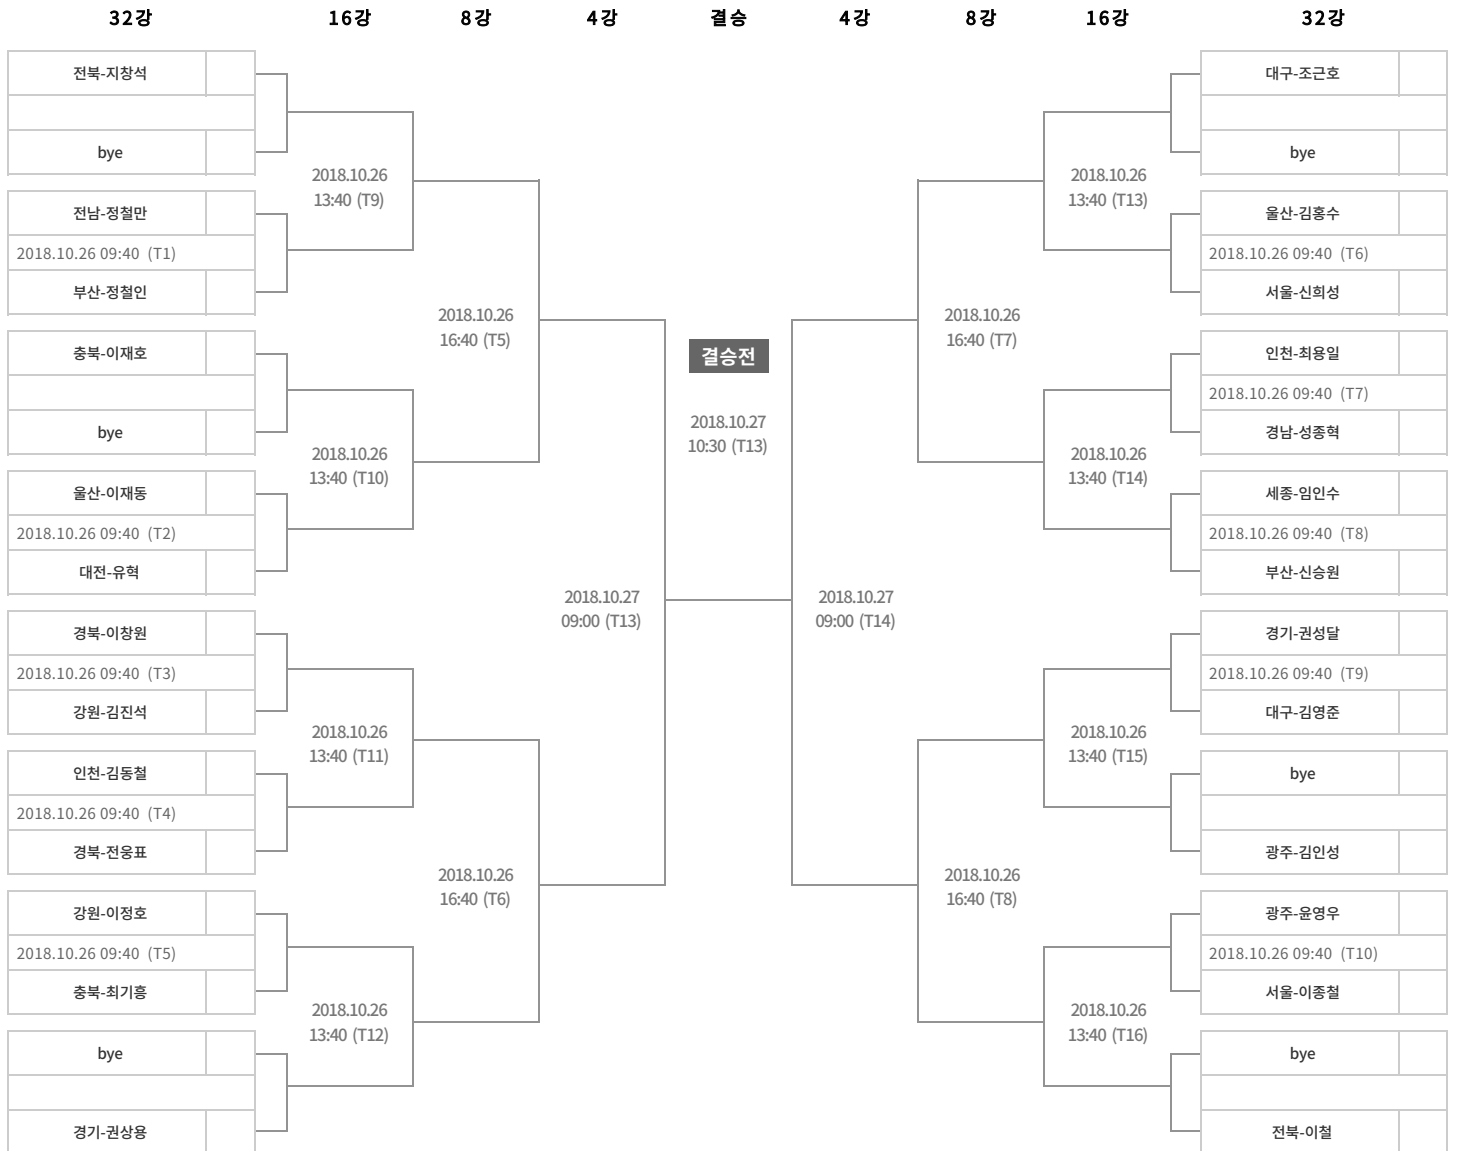 32강 16강 8강 4강 결승 4강 8강 16강 32강
전북-지창석
bye
전남-정철만
2018.10.26 09:40 (T1)
부산-정철인
충북-이재호
bye
울산-이재동
2018.10.26 09:40 (T2)
대전-유혁
경북-이창원
2018.10.26 09:40 (T3)
강원-김진석
인천-김동철
2018.10.26 09:40 (T4)
경북-전웅표
강원-이정호
2018.10.26 09:40 (T5)
충북-최기흥
bye
경기-권상용
2018.10.26
13:40 (T9)
2018.10.26
13:40 (T10)
2018.10.26
13:40 (T11)
2018.10.26
13:40 (T12)
2018.10.26
16:40 (T5)
2018.10.26
16:40 (T6)
2018.10.27
09:00 (T13)
결승전
2018.10.27
10:30 (T13)
2018.10.27
09:00 (T14)
2018.10.26
16:40 (T7)
2018.10.26
16:40 (T8)
2018.10.26
13:40 (T13)
2018.10.26
13:40 (T14)
2018.10.26
13:40 (T15)
2018.10.26
13:40 (T16)
대구-조근호
bye
울산-김홍수
2018.10.26 09:40 (T6)
서울-신희성
인천-최용일
2018.10.26 09:40 (T7)
경남-성종혁
세종-임인수
2018.10.26 09:40 (T8)
부산-신승원
경기-권성달
2018.10.26 09:40 (T9)
대구-김영준
bye
광주-김인성
광주-윤영우
2018.10.26 09:40 (T10)
서울-이종철
bye
전북-이철